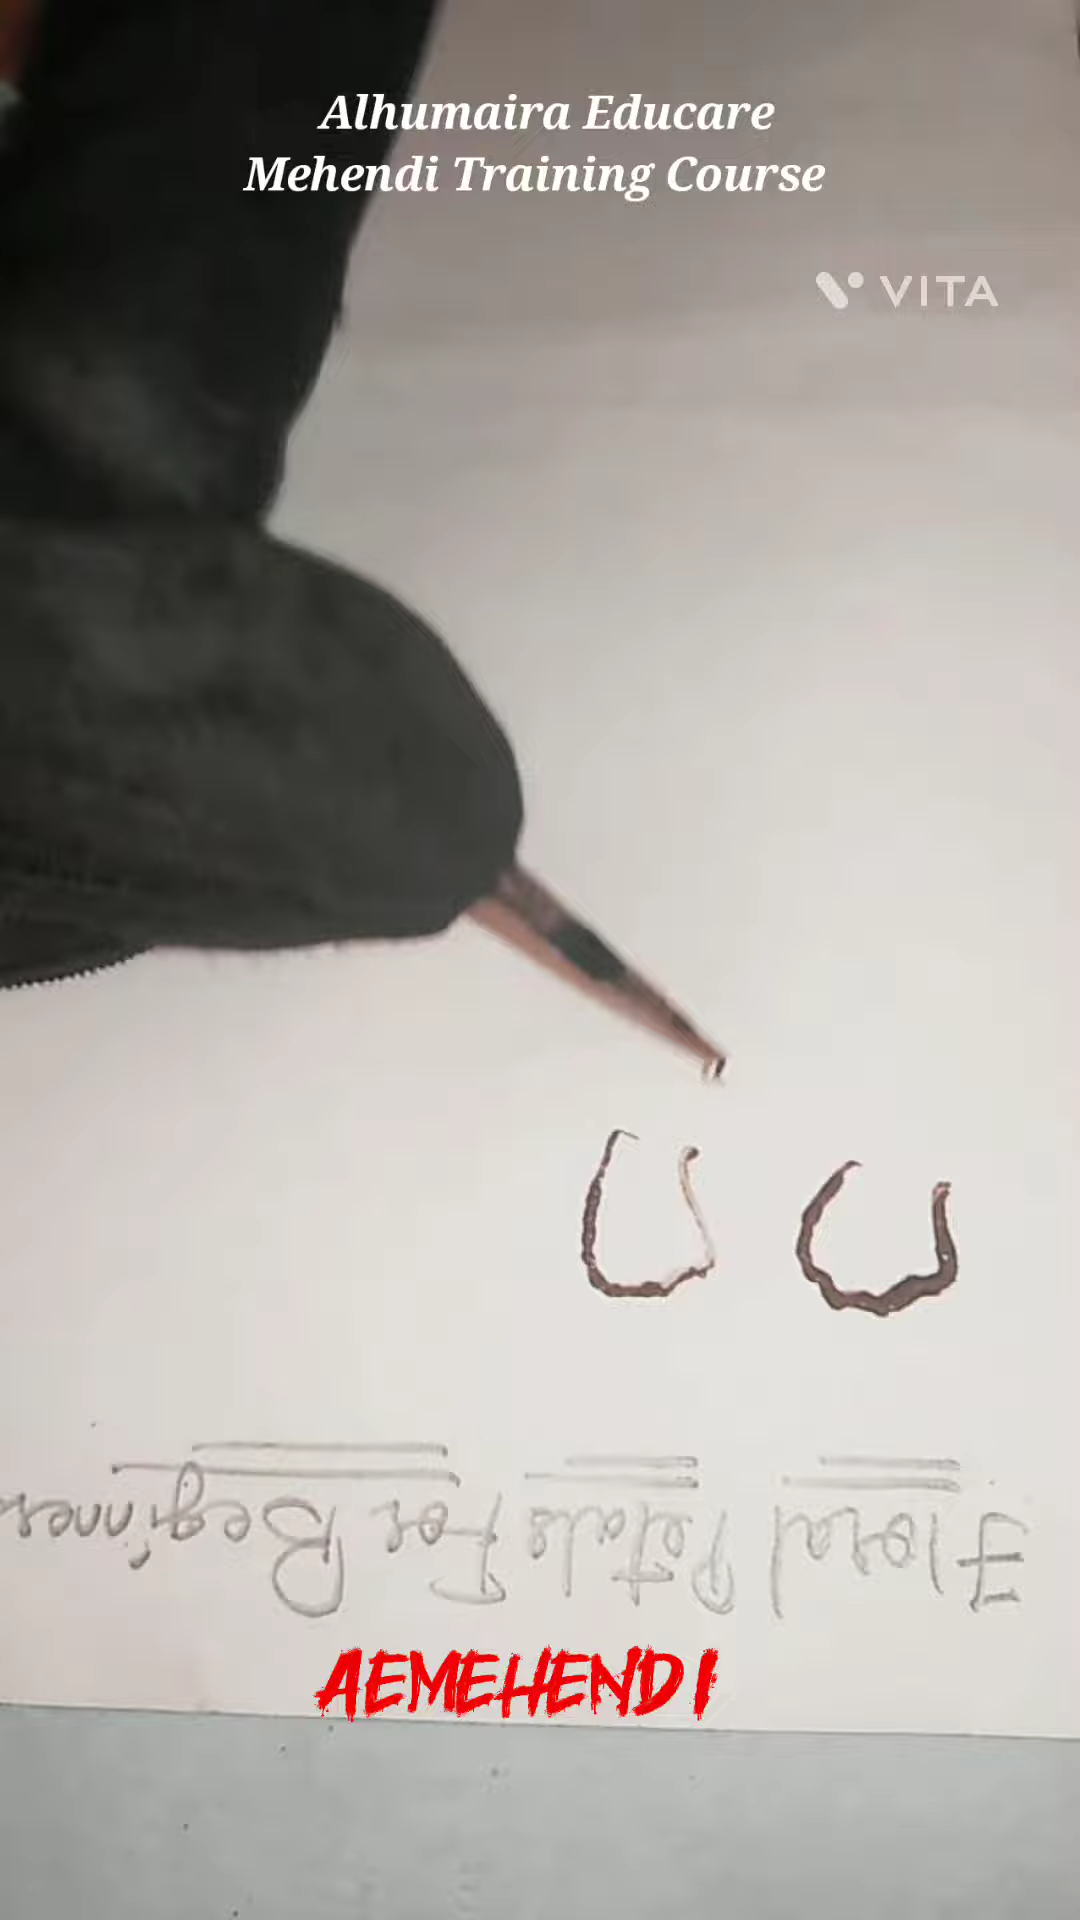 Alhumaira Educare
Mehendi Training Course
VITA
Floral Petals For Beginners
AEMEHENDI